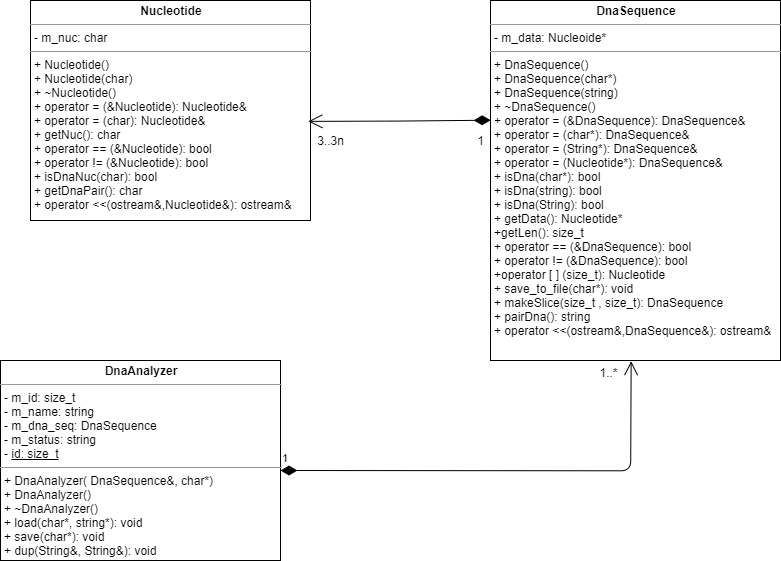 Nucleotide
- m_nuc: char
+ Nucleotide()
+ Nucleotide(char)
+ ~Nucleotide()
+ operator = (&Nucleotide): Nucleotide&
+ operator = (char): Nucleotide&
+ getNuc(): char
+ operator == (&Nucleotide): bool
+ operator != (&Nucleotide): bool
+ isDnaNuc(char): bool
+ getDnaPair(): char
+ operator <<(ostream&,Nucleotide&): ostream&
3..3n
1
DnaSequence
- m_data: Nucleoide*
+ DnaSequence()
+ DnaSequence(char*)
+ DnaSequence(string)
+ ~DnaSequence()
+ operator = (&DnaSequence): DnaSequence&
+ operator = (char*): DnaSequence&
+ operator = (String*): DnaSequence&
+ operator = (Nucleotide*): DnaSequence&
+ isDna(char*): bool
+ isDna(string): bool
+ isDna(String): bool
+ getData(): Nucleotide*
+getLen(): size_t
+ operator == (&DnaSequence): bool
+ operator != (&DnaSequence): bool
+operator [ ] (size_t): Nucleotide
+ save_to_file(char*): void
+ makeSlice(size_t , size_t): DnaSequence
+ pairDna(): string
+ operator <<(ostream&,DnaSequence&): ostream&
1..*
DnaAnalyzer
- m_id: size_t
- m_name: string
- m_dna_seq: DnaSequence
- m_status: string
- id: size_t
1
+ DnaAnalyzer( DnaSequence&, char*)
+ DnaAnalyzer()
+ ~DnaAnalyzer()
+ load(char*, string*): void
+ save(char*): void
+ dup(String&, String&): void